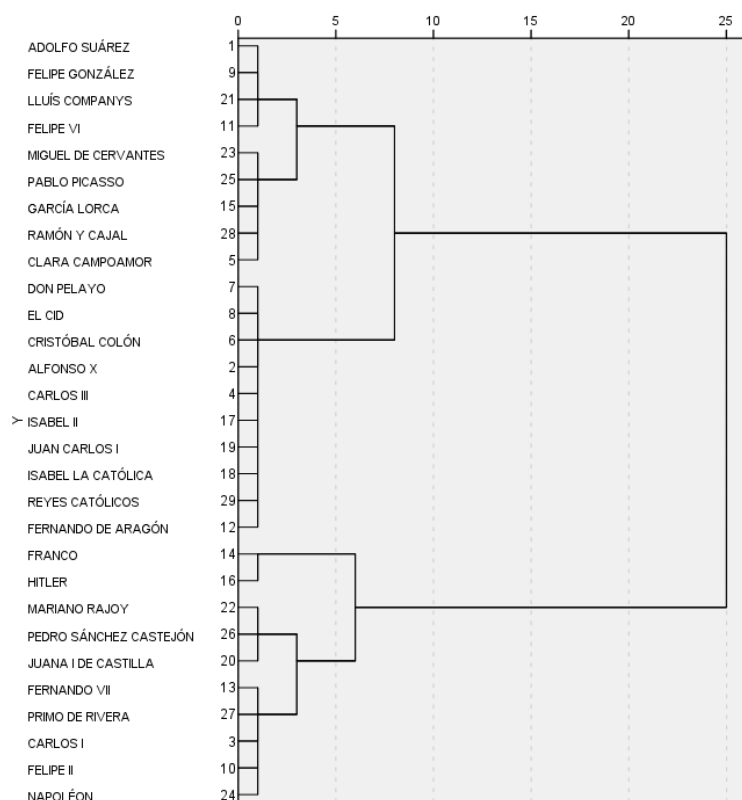 0 5 10 15 20 25
ADOLFO SUÁREZ 1
FELIPE GONZÁLEZ 9
LLUÍS COMPANYS 21
FELIPE VI 11
MIGUEL DE CERVANTES 23
PABLO PICASSO 25
GARCÍA LORCA 15
RAMÓN Y CAJAL 28
CLARA CAMPOAMOR 5
DON PELAYO 7
EL CID 8
CRISTÓBAL COLÓN 6
ALFONSO X 2
CARLOS III 4
Y ISABEL II 17
JUAN CARLOS I 19
ISABEL LA CATÓLICA 18
REYES CATÓLICOS 29
FERNANDO DE ARAGÓN 12
FRANCO 14
HITLER 16
MARIANO RAJOY 22
PEDRO SÁNCHEZ CASTEJÓN 26
JUANA I DE CASTILLA 20
FERNANDO VII 13
PRIMO DE RIVERA 27
CARLOS I 3
FELIPE II 10
NAPOLÉON 24